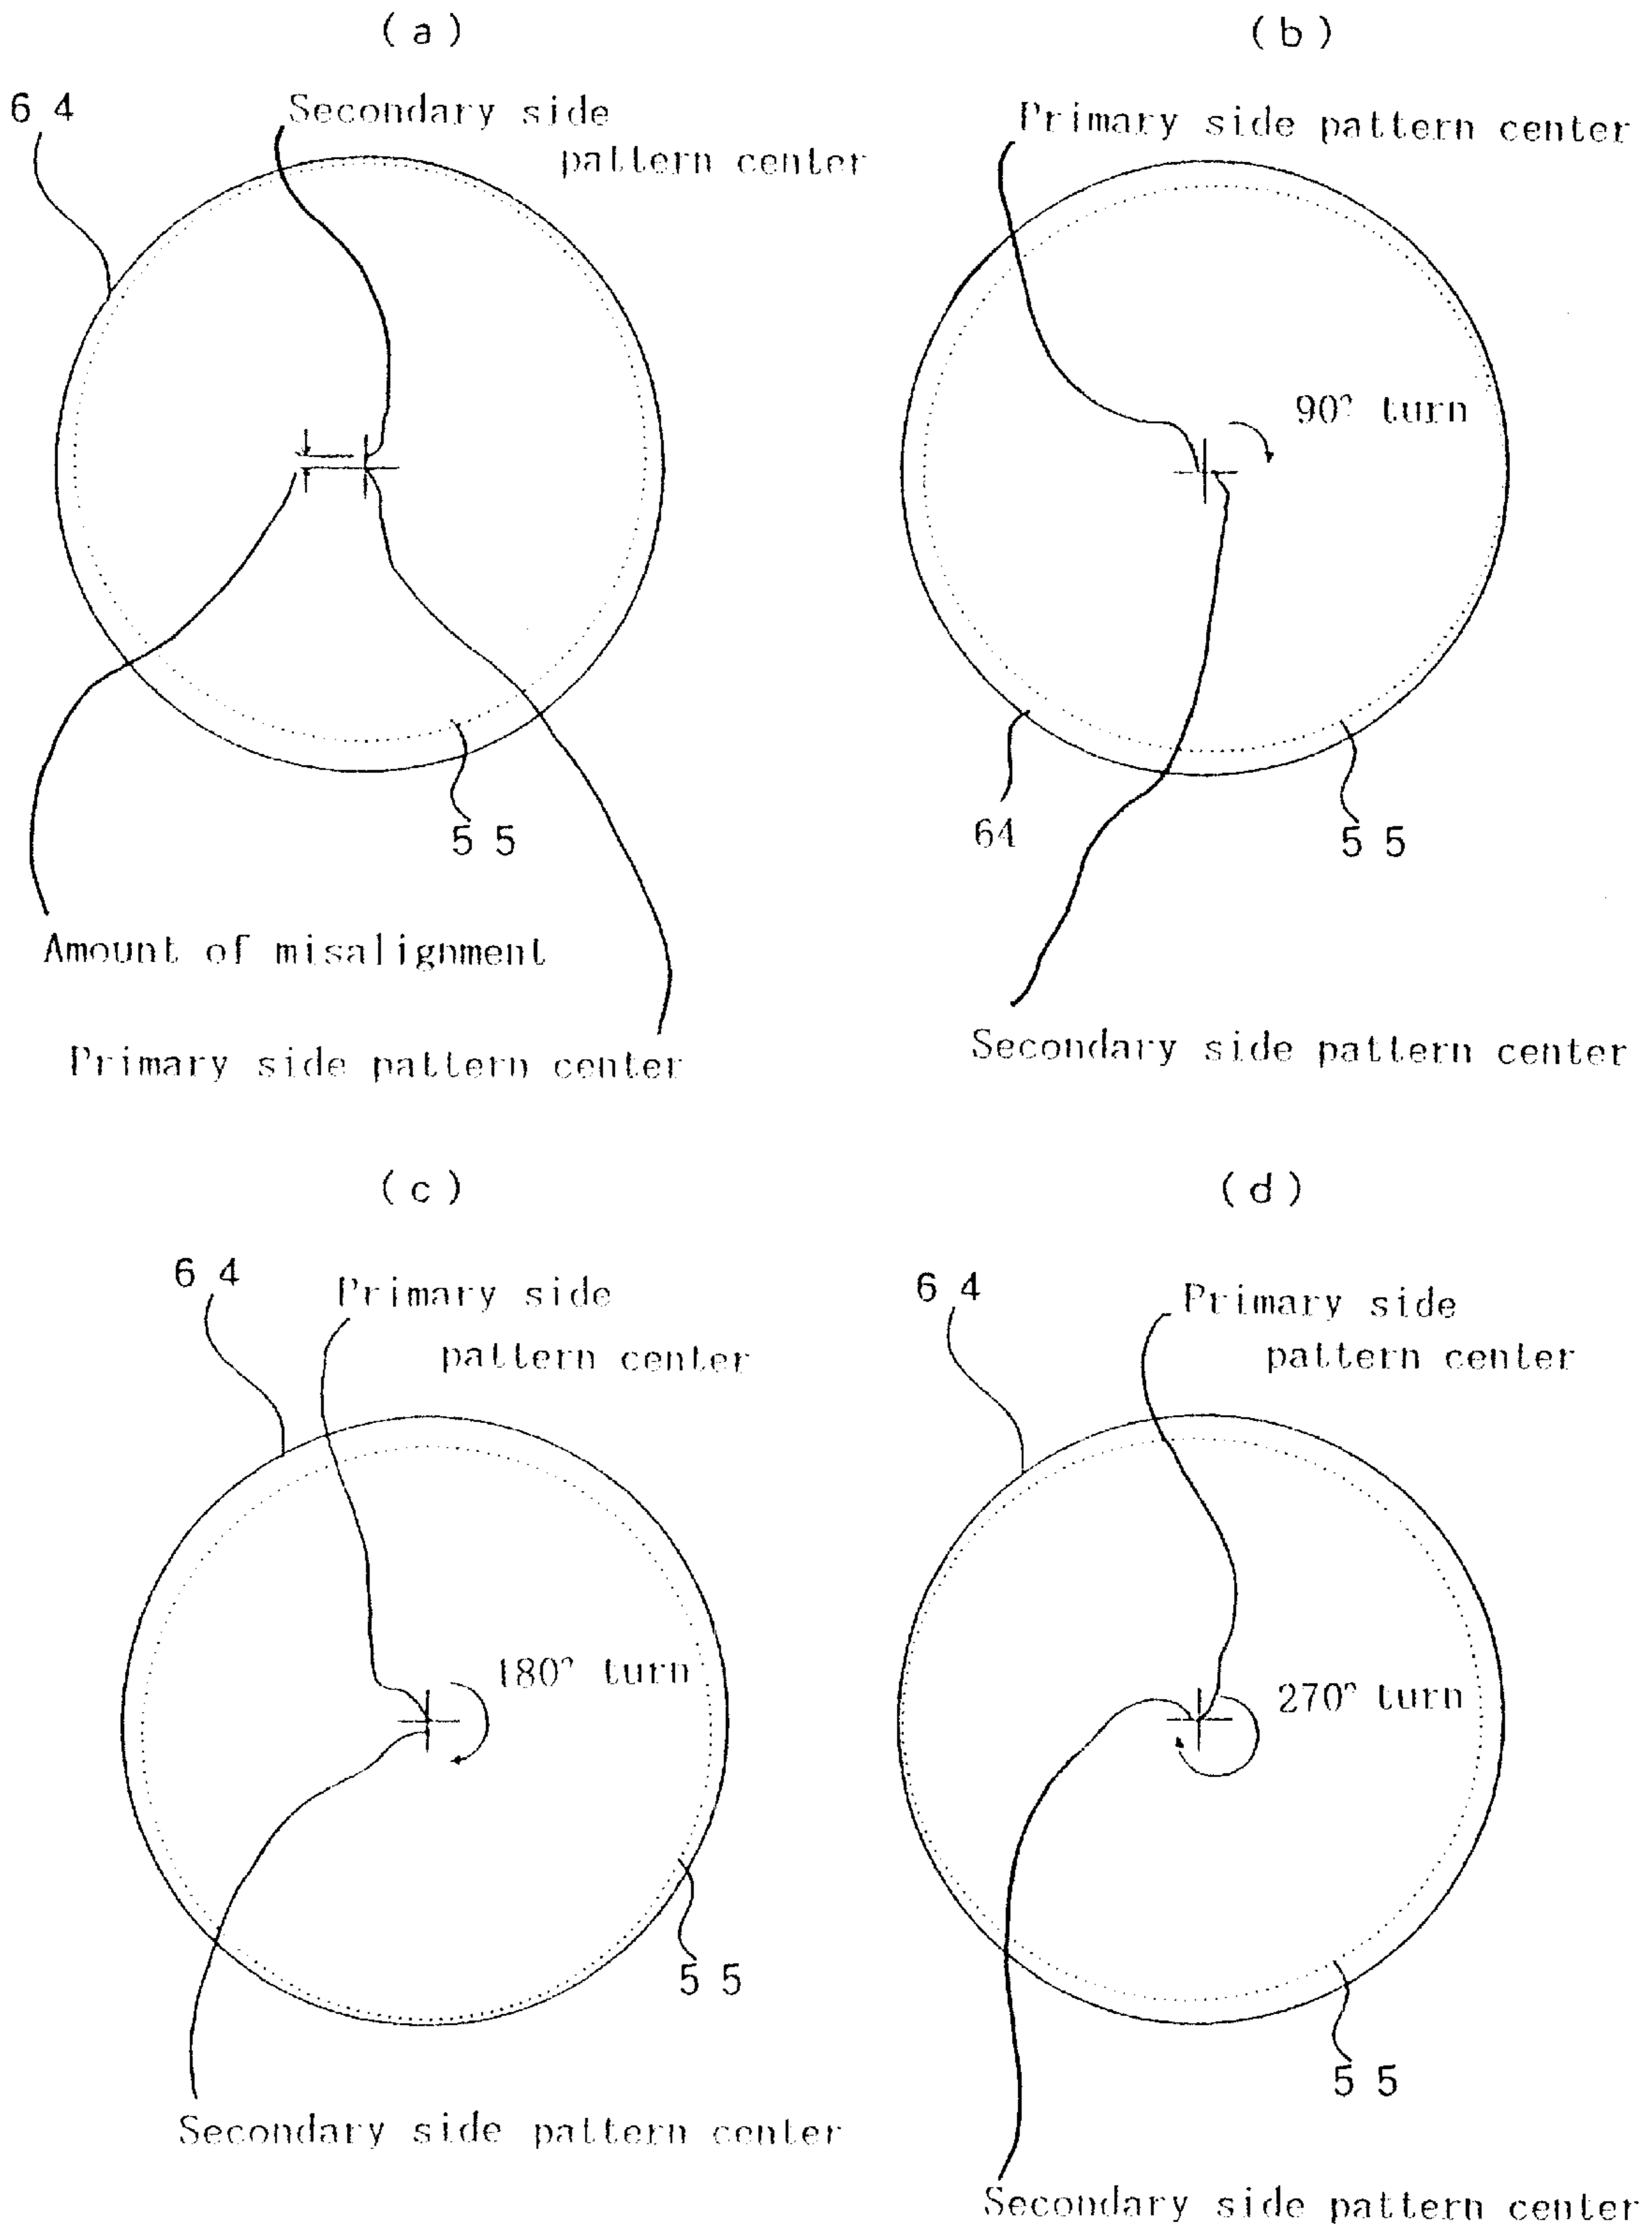 (a)
6 4
Secondary side
pattern center
5 5
Amount of misalignment
Primary side pattern center
(b)
Primary side pattern center
90° turn
64
5 5
Secondary side pattern center
(c)
6 4
Primary side
pattern center
180° turn
5 5
Secondary side pattern center
(d)
6 4
Primary side
pattern center
270° turn
5 5
Secondary side pattern center